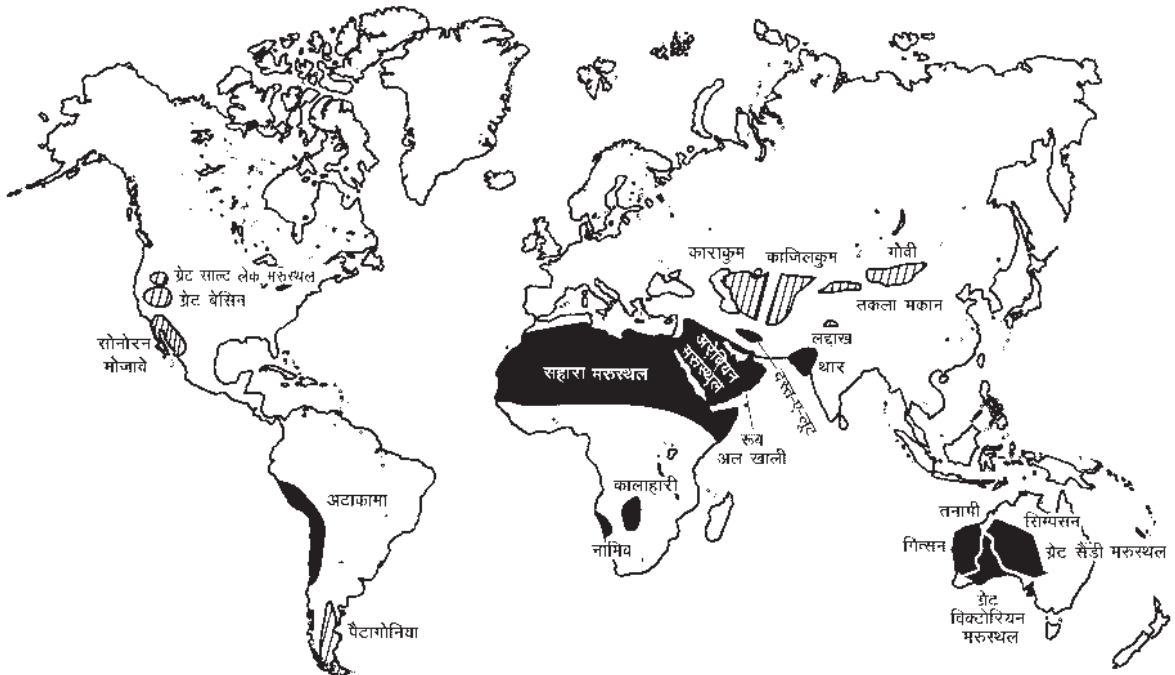 ग्रेट साल्ट लेक मरुस्थल
ग्रेट बेसिन
सोनोरन
मोजावे
अटाकामा
पैटागोनिया
काराकुम
काजिलकुम
गोवी
तकला मकान
लद्दाख
थार
सहारा मरुस्थल
अरेबियन
मरुस्थल
दस्त-ए-लूट
रूब
अल खाली
कालाहारी
नामिब
तनामी
सिम्पसन
गिब्सन
ग्रेट सैंडी मरुस्थल
ग्रेट
विक्टोरियन
मरुस्थल